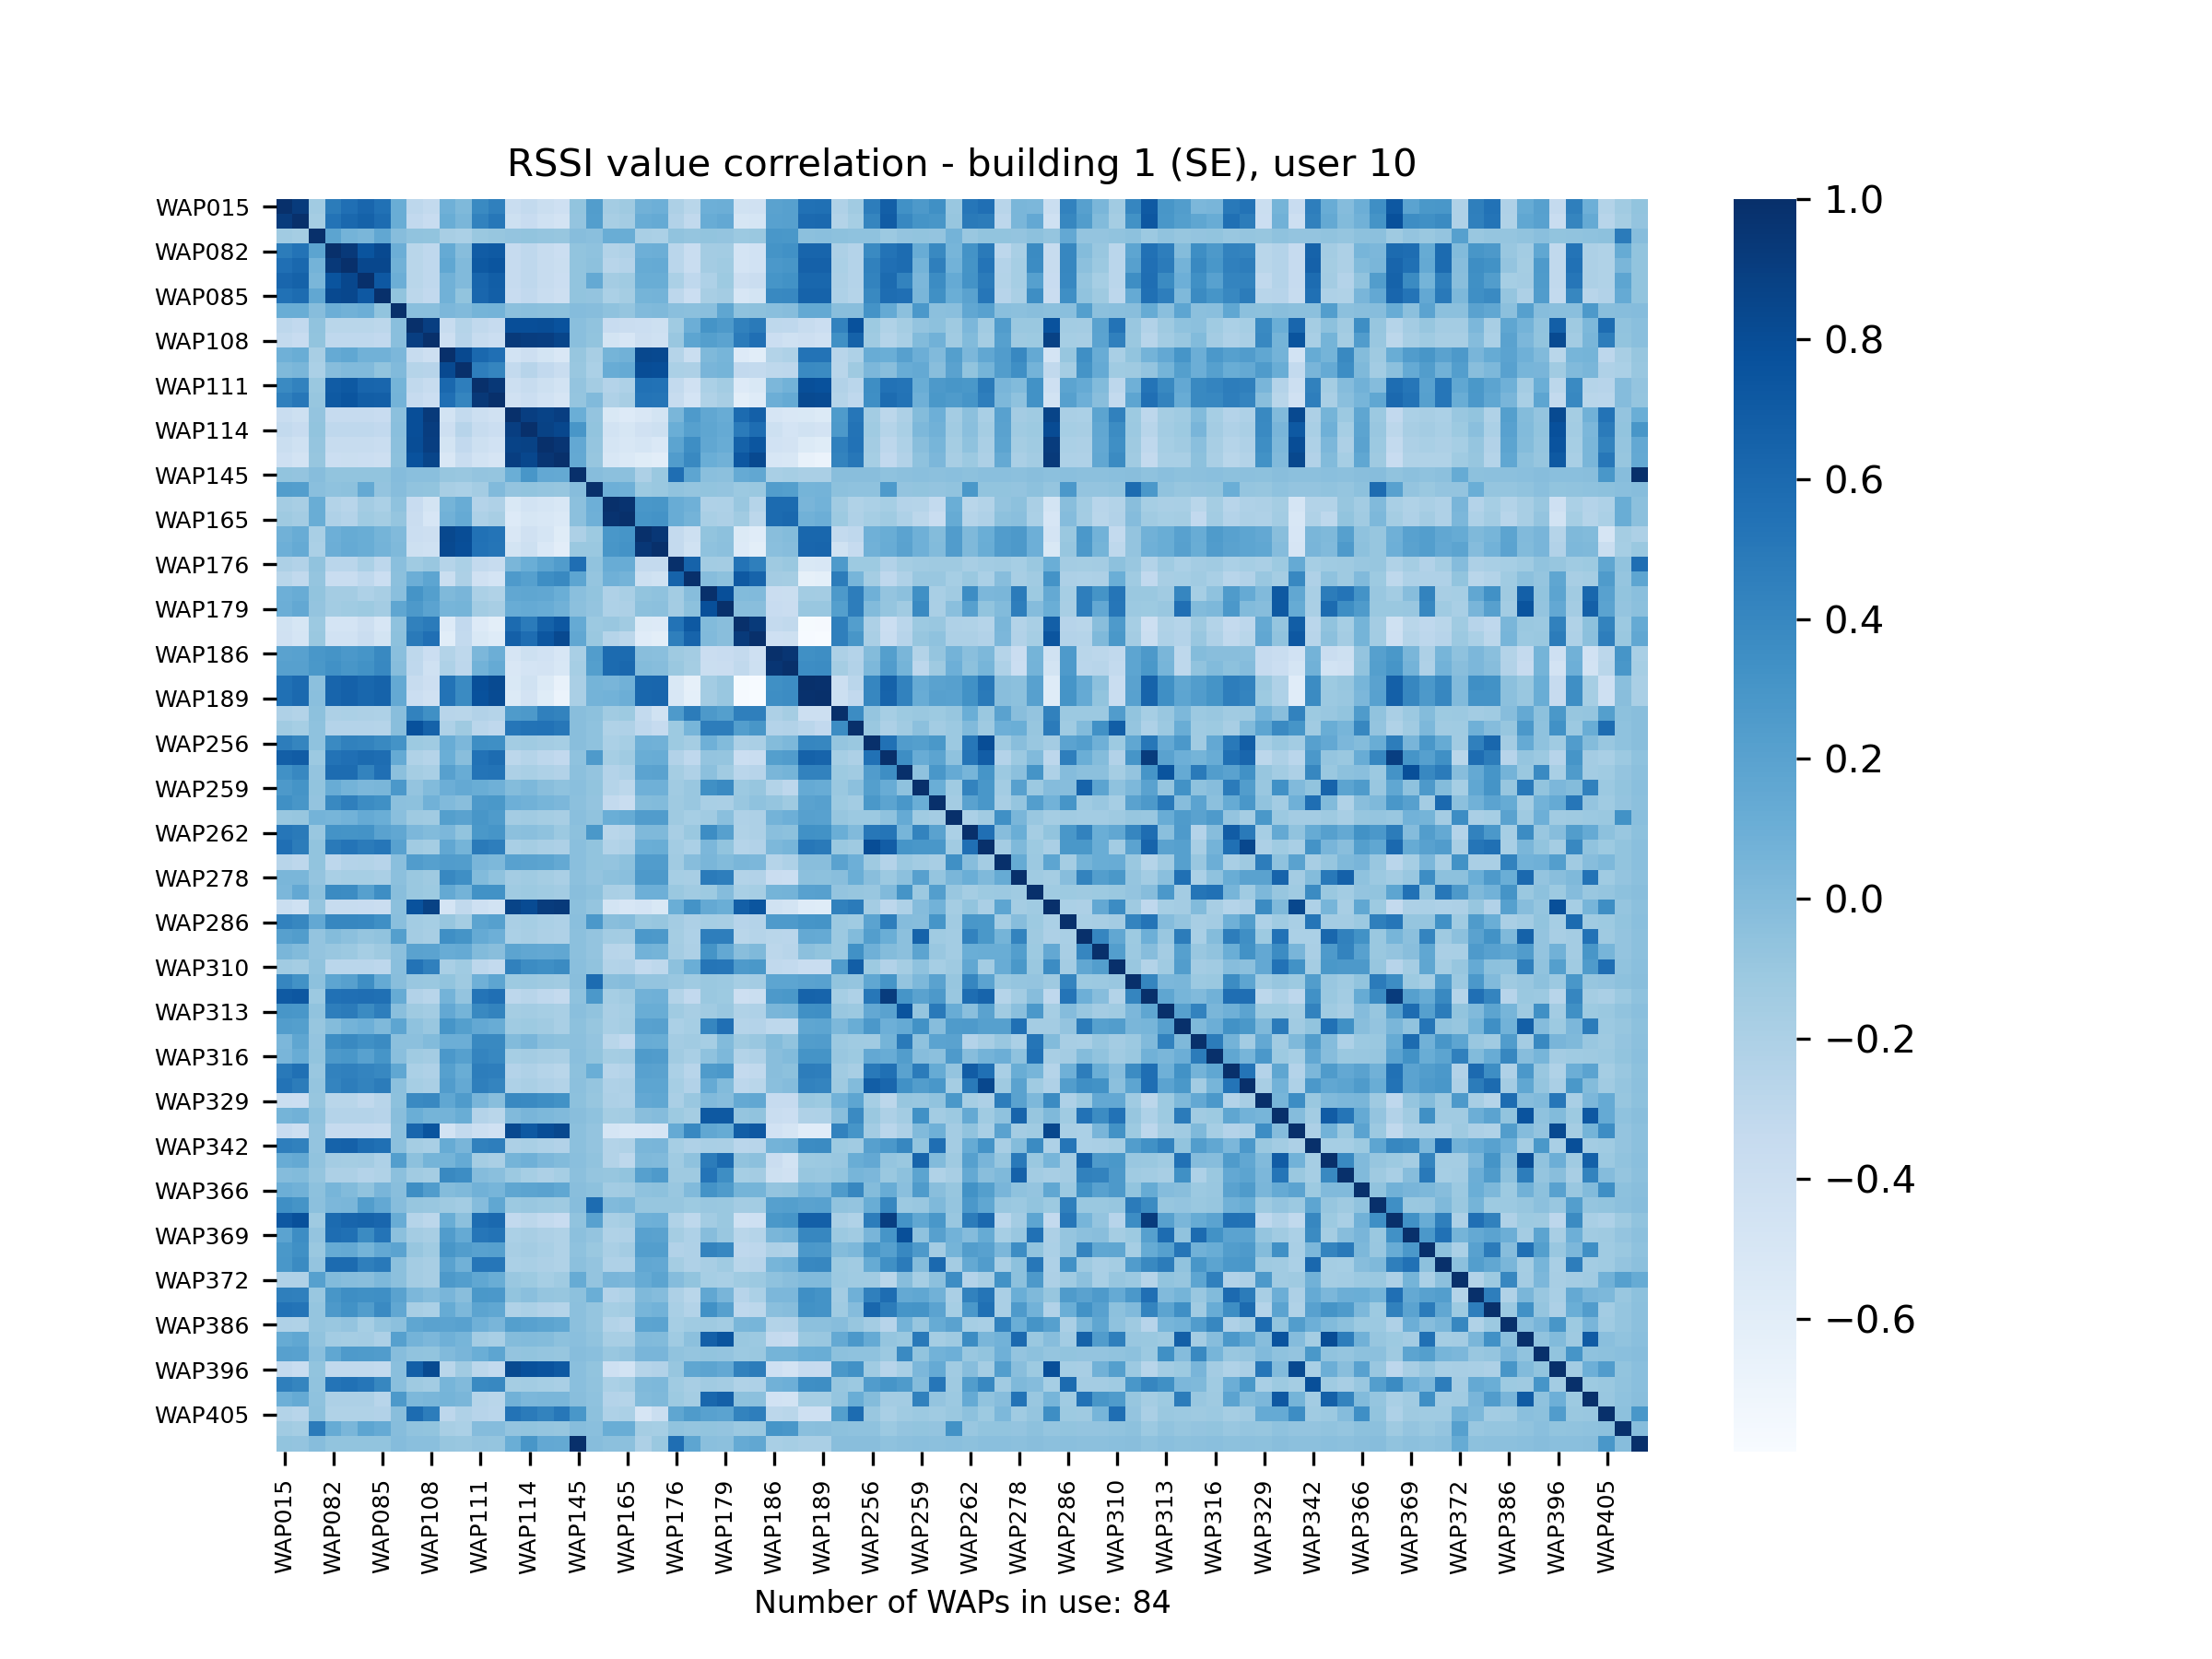 RSSI value correlation - building 1 (SE), user 10
WAP015
WAP082
WAP085
WAP108
WAP111
WAP114
WAP145
WAP165
WAP176
WAP179
WAP186
WAP189
WAP256
WAP259
WAP262
WAP278
WAP286
WAP310
WAP313
WAP316
WAP329
WAP342
WAP366
WAP369
WAP372
WAP386
WAP396
WAP405
WAP015 WAP082 WAP085 WAP108 WAP111 WAP114 WAP145 WAP165 WAP176 WAP179 WAP186 WAP189 WAP256 WAP259 WAP262 WAP278 WAP286 WAP310 WAP313 WAP316 WAP329 WAP342 WAP366 WAP369 WAP372 WAP386 WAP396 WAP405
Number of WAPs in use: 84
1.0
0.8
0.6
0.4
0.2
0.0
−0.2
−0.4
−0.6